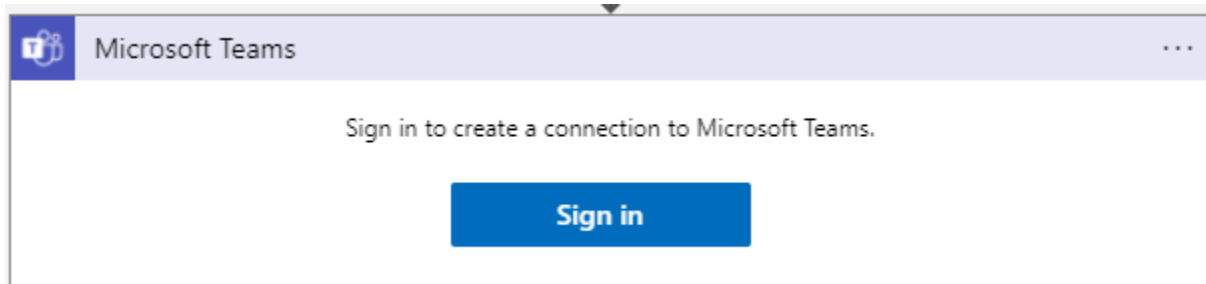 Microsoft Teams
Sign in to create a connection to Microsoft Teams.
Sign in